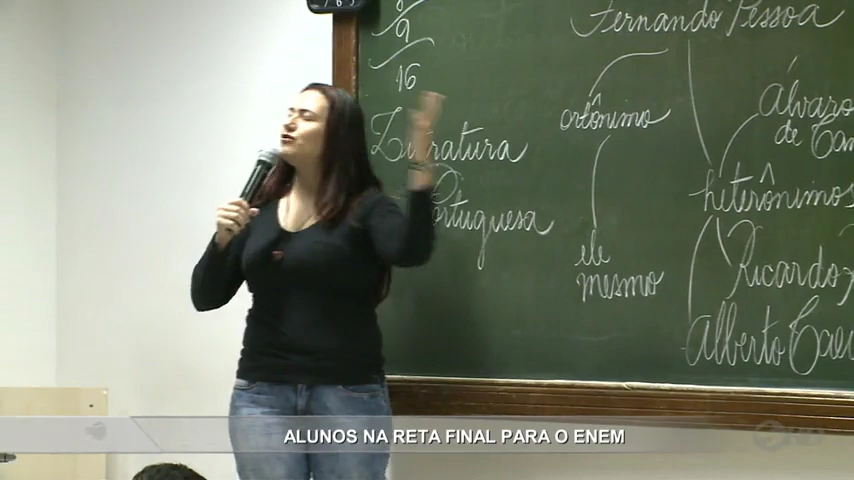 8
9
16
Literatura
Portuguesa
Fernando Pessoa
ortônimo
ele
mesmo
Álvaro
de
heterônimos
Ricardo
Alberto
ALUNOS NA RETA FINAL PARA O ENEM